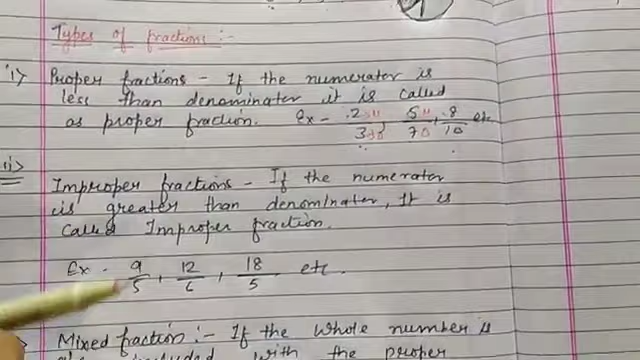 Types of fractions :-
i) Proper fractions - If the numerator is
less than denominator it is called
as proper fraction. Ex - 2/3, 5/7, 8/10 etc
ii)
Improper fractions - If the numerator
is greater than denominater, It is
called Improper fraction.
Ex - 9/5, 12/6, 18/5 etc.
Mixed fraction :- If the whole number is
included with the proper